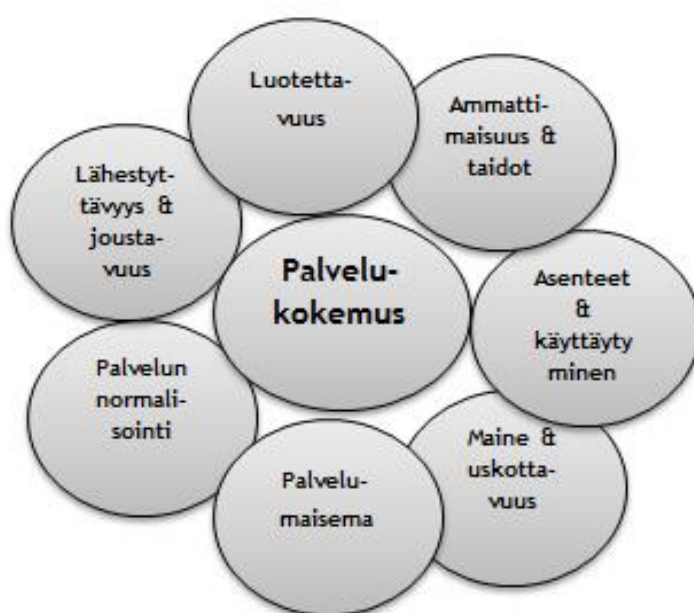 Luotetta-
vuus
Ammatti-
maisuus &
taidot
Lähestyt-
tävyys &
jousta-
vuus
Palvelu-
kokemus
Asenteet
&
käyttäyty
minen
Palvelun
normali-
sointi
Maine &
uskotta-
vuus
Palvelu-
maisema